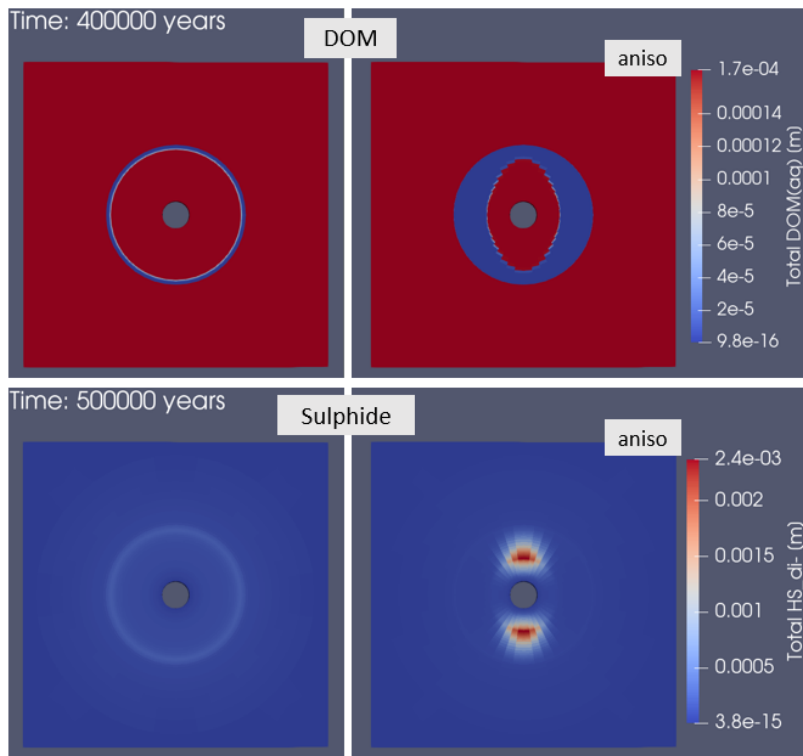 Time: 400000 years
DOM
aniso
1.7e-04
0.00014
0.00012
0.0001
8e-5
6e-5
4e-5
2e-5
9.8e-16
Total DOM(aq) (m)
Time: 500000 years
Sulphide
aniso
2.4e-03
0.002
0.0015
0.001
0.0005
3.8e-15
Total HS_di- (m)